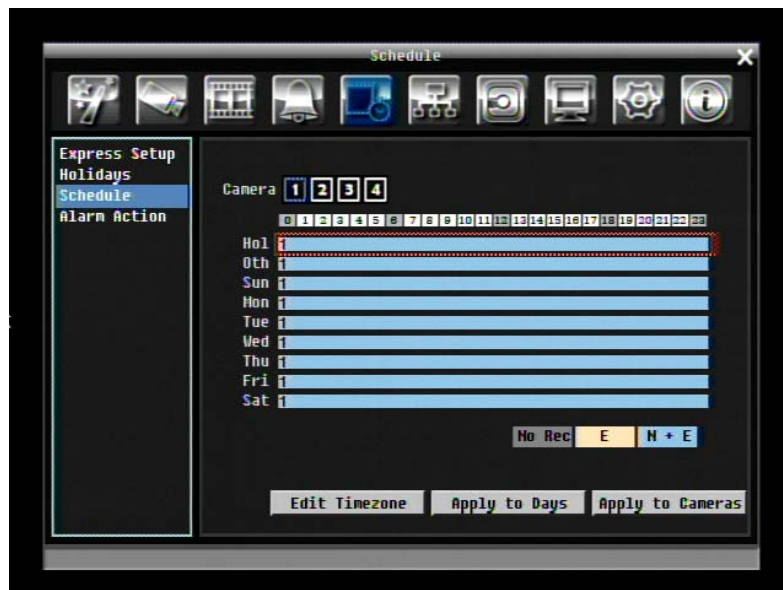 Schedule
Express Setup
Holidays
Schedule
Alarm Action
Camera 1 2 3 4
0 1 2 3 4 5 6 7 8 9 10 11 12 13 14 15 16 17 18 19 20 21 22 23
Hol 1
Oth 1
Sun 1
Mon 1
Tue 1
Wed 1
Thu 1
Fri 1
Sat 1
No Rec E N + E
Edit Timezone Apply to Days Apply to Cameras